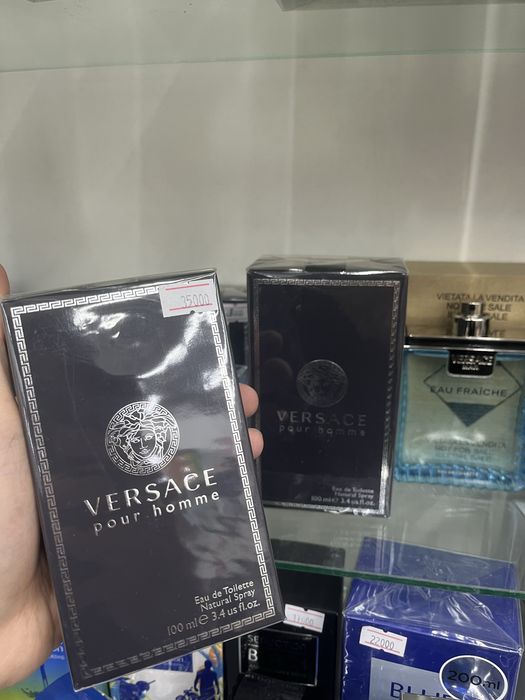 35000
VERSACE
pour homme
Eau de Toilette
Natural Spray
100 ml e 3.4 us fl.oz.
VERSACE
pour homme
Eau de Toilette
Natural Spray
100 ml e 3.4 us fl.oz.
VIETATA LA VENDITA
VERSACE
MAN
EAU FRAÎCHE
NOT FOR SALE
22000
200ml